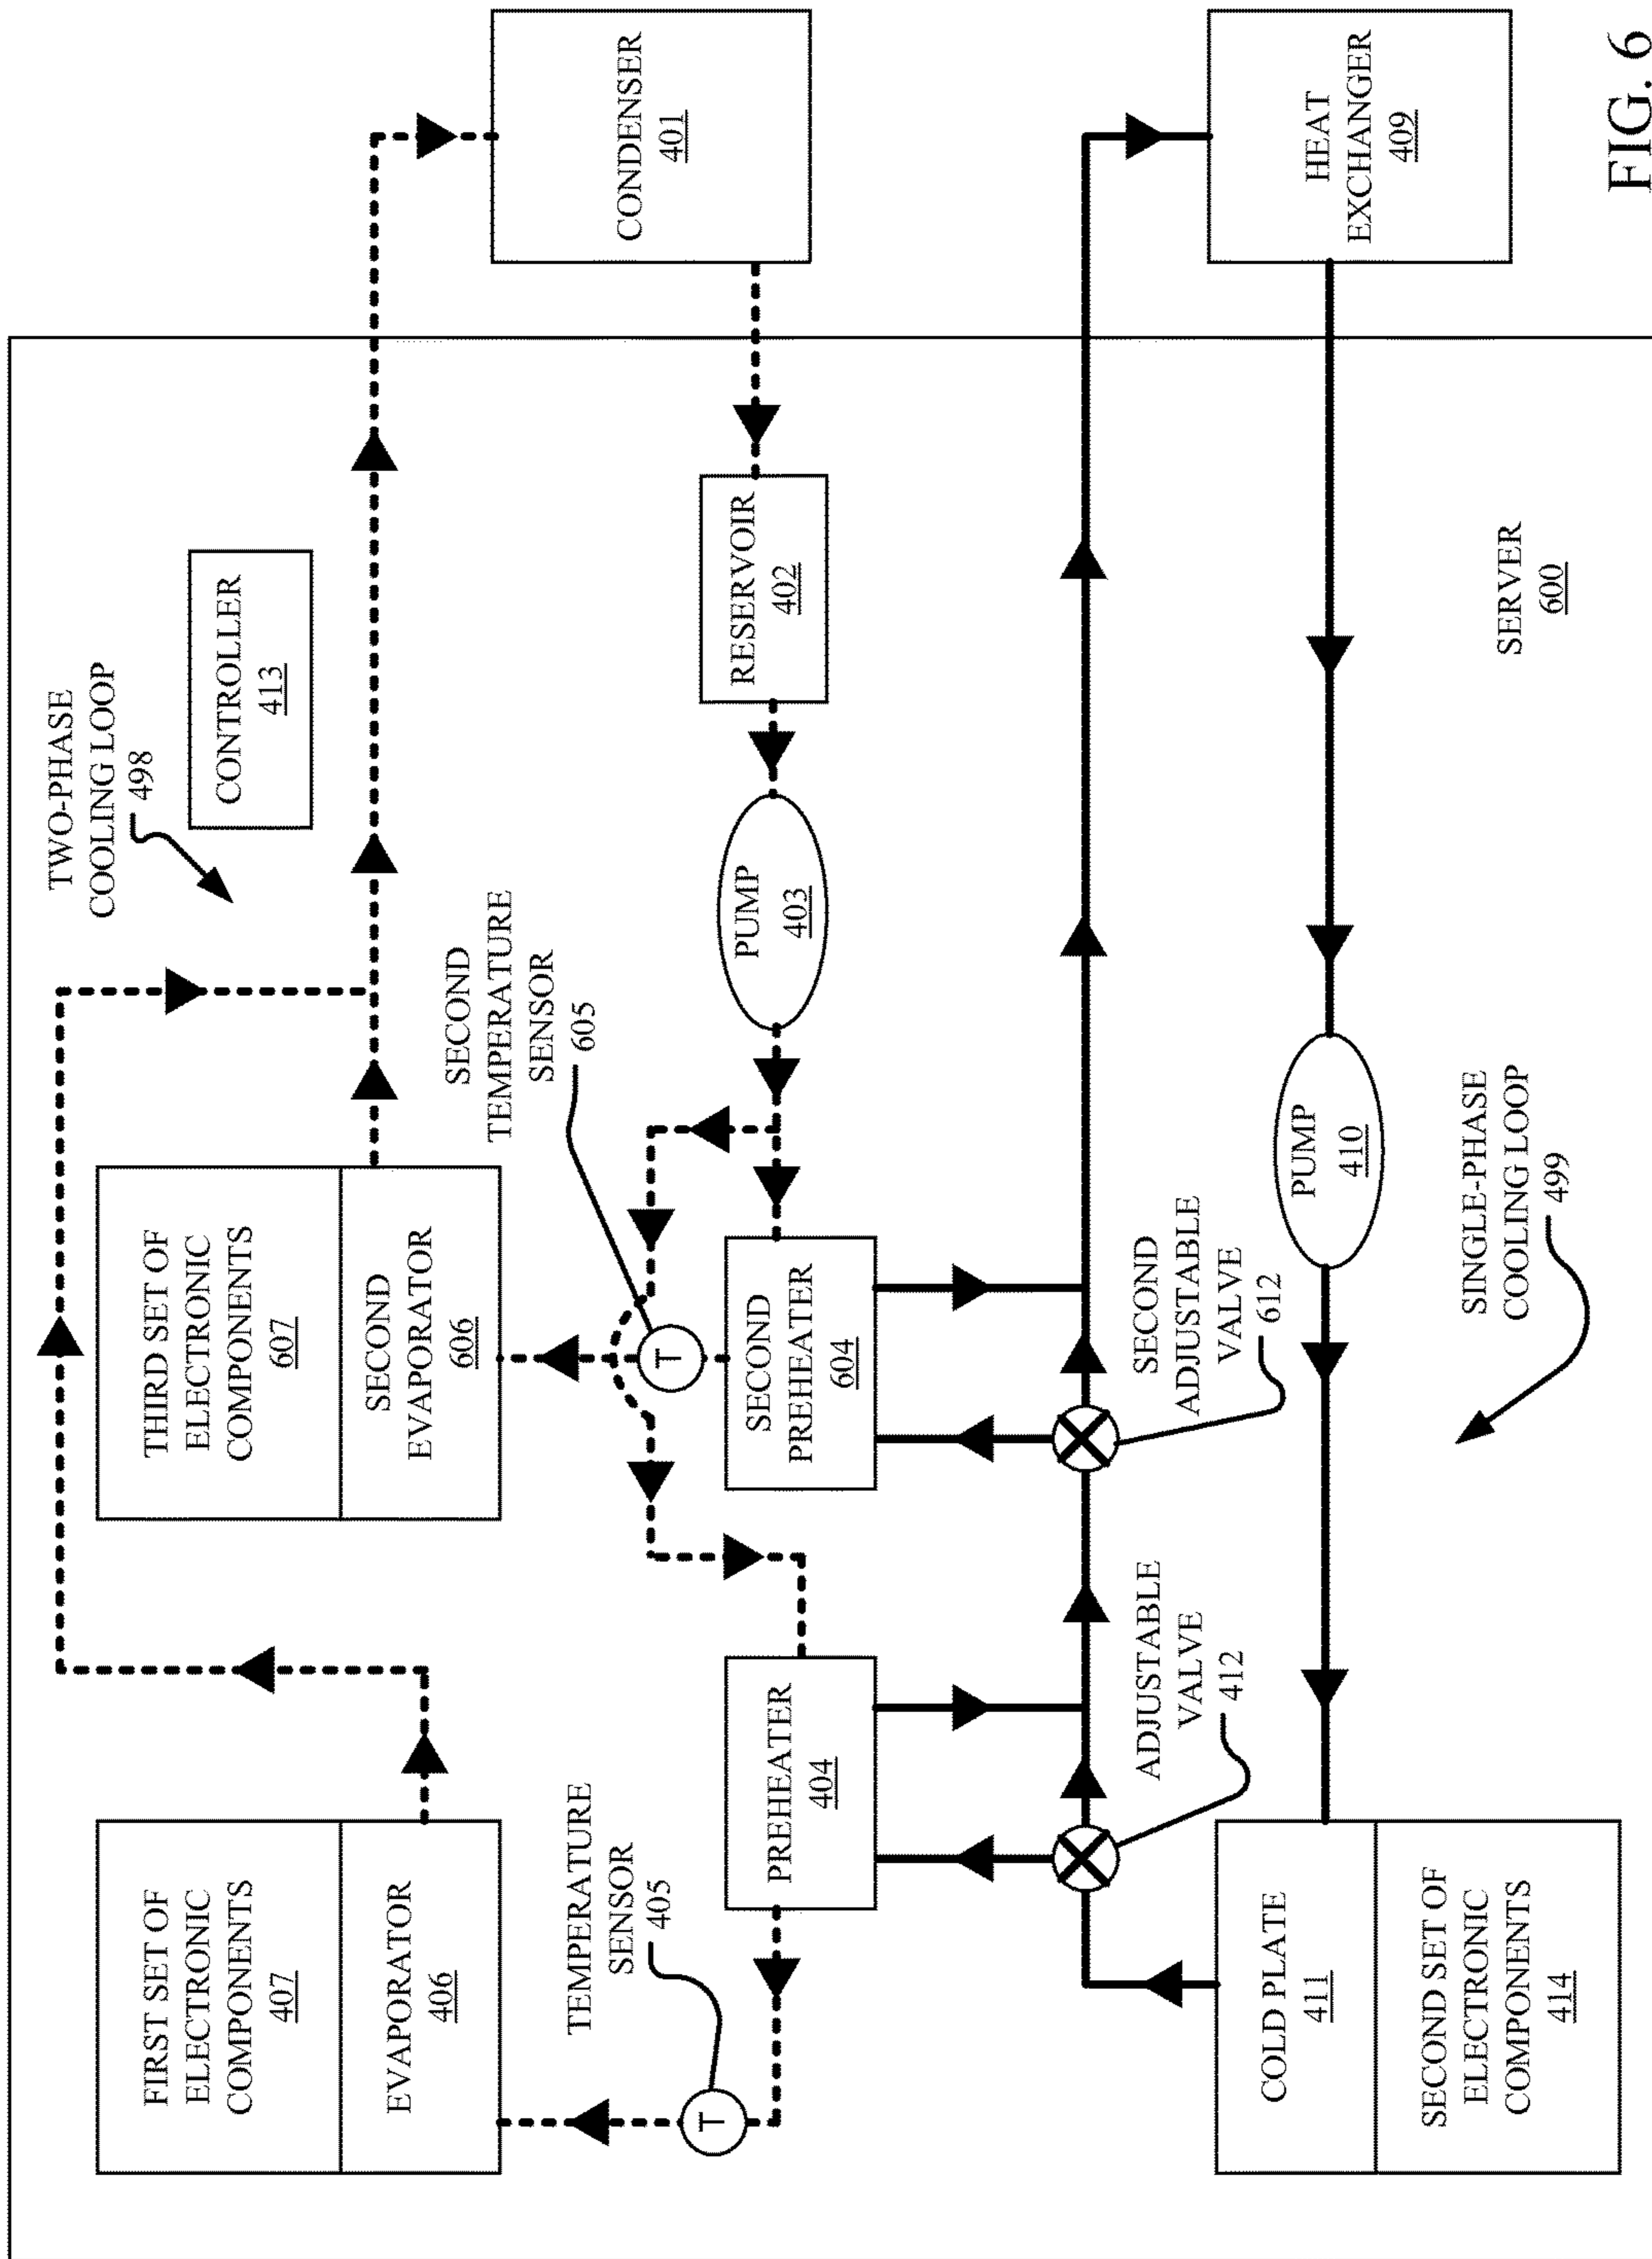 TWO-PHASE
COOLING LOOP
498
CONTROLLER
413
FIRST SET OF
ELECTRONIC
COMPONENTS
407
EVAPORATOR
406
THIRD SET OF
ELECTRONIC
COMPONENTS
607
SECOND
EVAPORATOR
606
CONDENSER
401
TEMPERATURE
SENSOR
405
T
SECOND
TEMPERATURE
SENSOR
605
T
PREHEATER
404
SECOND
PREHEATER
604
PUMP
403
RESERVOIR
402
ADJUSTABLE
VALVE
412
SECOND
ADJUSTABLE
VALVE
612
COLD PLATE
411
SECOND SET OF
ELECTRONIC
COMPONENTS
414
PUMP
410
HEAT
EXCHANGER
409
SINGLE-PHASE
COOLING LOOP
499
SERVER
600
FIG. 6